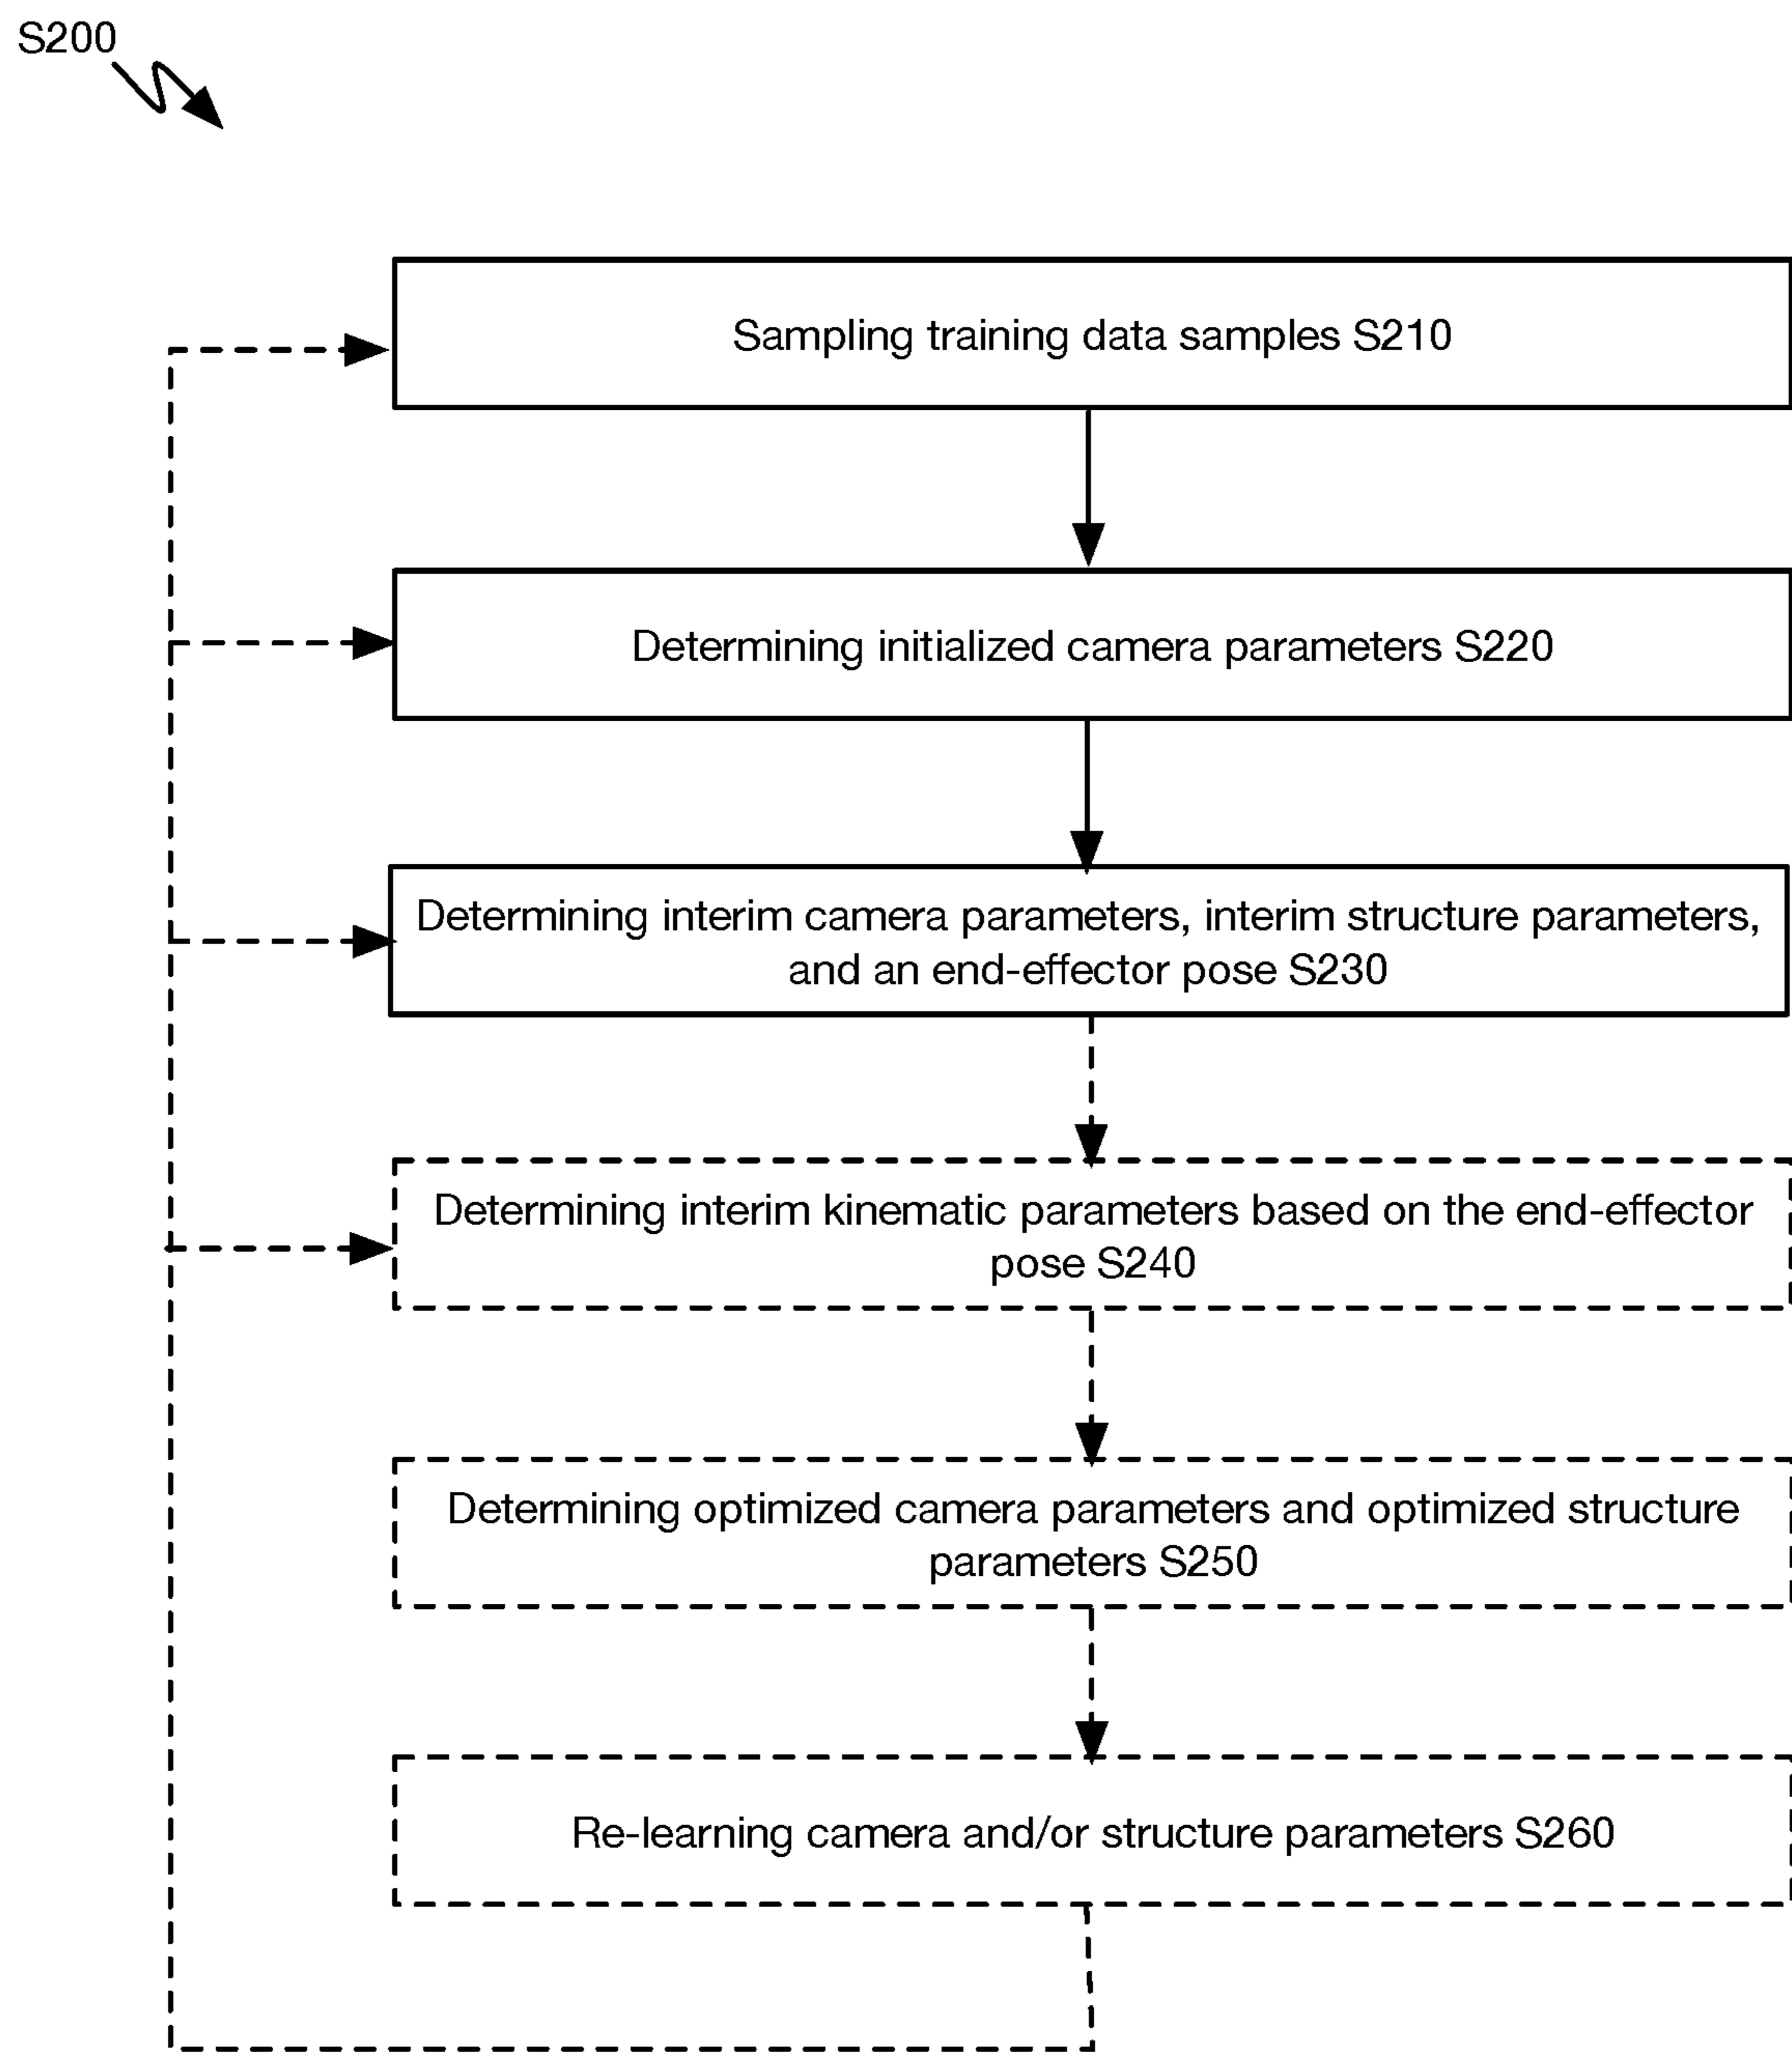 S200
Sampling training data samples S210
Determining initialized camera parameters S220
Determining interim camera parameters, interim structure parameters,
and an end-effector pose S230
Determining interim kinematic parameters based on the end-effector
pose S240
Determining optimized camera parameters and optimized structure
parameters S250
Re-learning camera and/or structure parameters S260